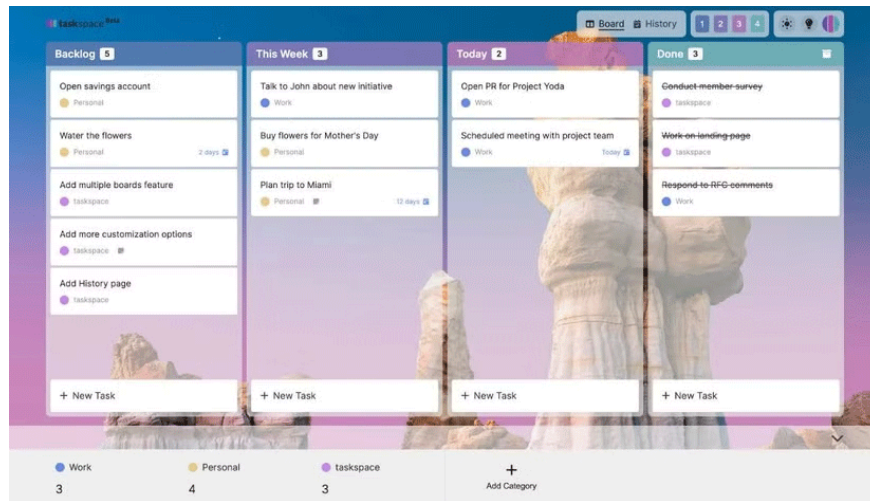 taskspace Beta
Board History 1 2 3 4
Backlog 5
Open savings account
Personal
Water the flowers
Personal 2 days
Add multiple boards feature
taskspace
Add more customization options
taskspace
Add History page
taskspace
+ New Task
This Week 3
Talk to John about new initiative
Work
Buy flowers for Mother's Day
Personal
Plan trip to Miami
Personal 12 days
+ New Task
Today 2
Open PR for Project Yoda
Work
Scheduled meeting with project team
Work Today
+ New Task
Done 3
Conduct member survey
taskspace
Work on landing page
taskspace
Respond to RFC comments
Work
+ New Task
Work
3
Personal
4
taskspace
3
+
Add Category